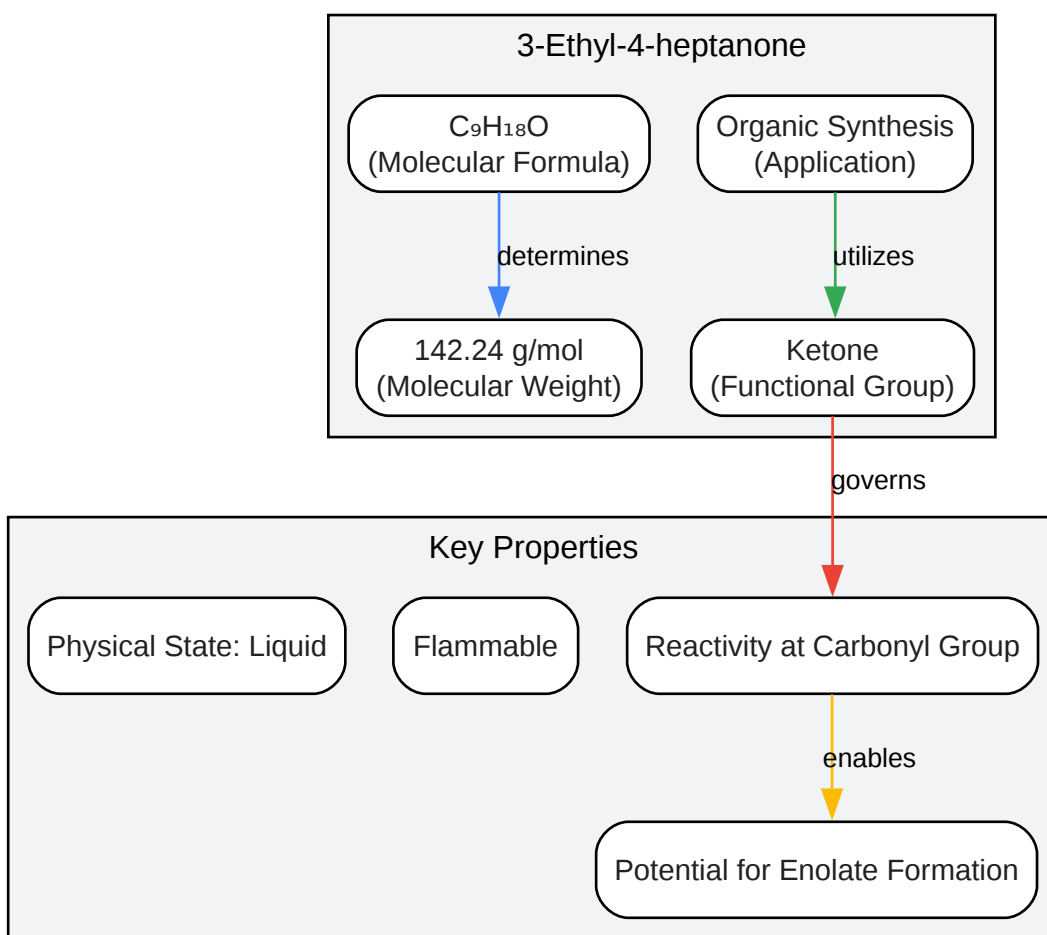 3-Ethyl-4-heptanone
C₉H₁₈O
(Molecular Formula)
Organic Synthesis
(Application)
determines
utilizes
142.24 g/mol
(Molecular Weight)
Ketone
(Functional Group)
governs
Key Properties
Physical State: Liquid
Flammable
Reactivity at Carbonyl Group
enables
Potential for Enolate Formation